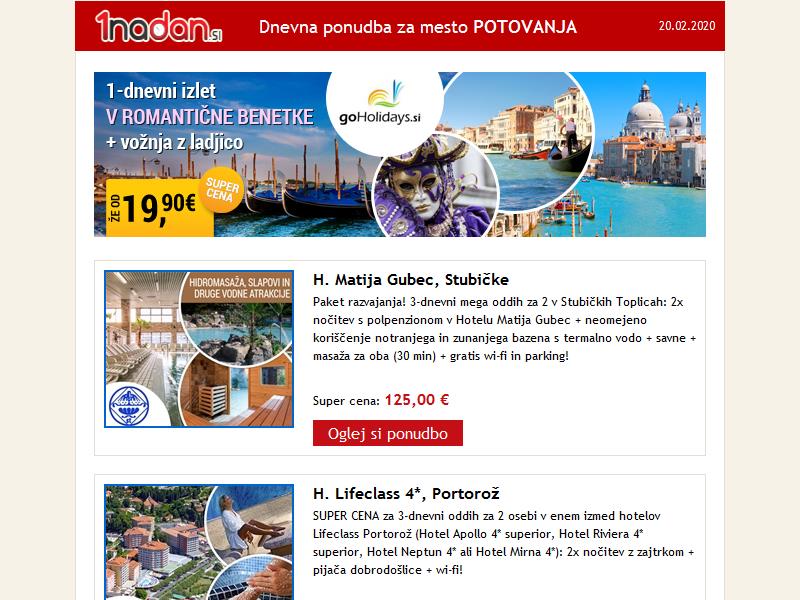 1nadan.si
Dnevna ponudba za mesto POTOVANJA
20.02.2020
1-dnevni izlet
V ROMANTIČNE BENETKE
+ vožnja z ladjico
ŽE OD 19,90€
SUPER
CENA
goHolidays.si
HIDROMASAŽA, SLAPOVI IN
DRUGE VODNE ATRAKCIJE
H. Matija Gubec, Stubičke
Paket razvajanja! 3-dnevni mega oddih za 2 v Stubičkih Toplicah: 2x
nočitev s polpenzionom v Hotelu Matija Gubec + neomejeno
koriščenje notranjega in zunanjega bazena s termalno vodo + savne +
masaža za oba (30 min) + gratis wi-fi in parking!
Super cena: 125,00 €
Oglej si ponudbo
H. Lifeclass 4*, Portorož
SUPER CENA za 3-dnevni oddih za 2 osebi v enem izmed hotelov
Lifeclass Portorož (Hotel Apollo 4* superior, Hotel Riviera 4*
superior, Hotel Neptun 4* ali Hotel Mirna 4*): 2x nočitev z zajtrkom +
pijača dobrodošlice + wi-fi!